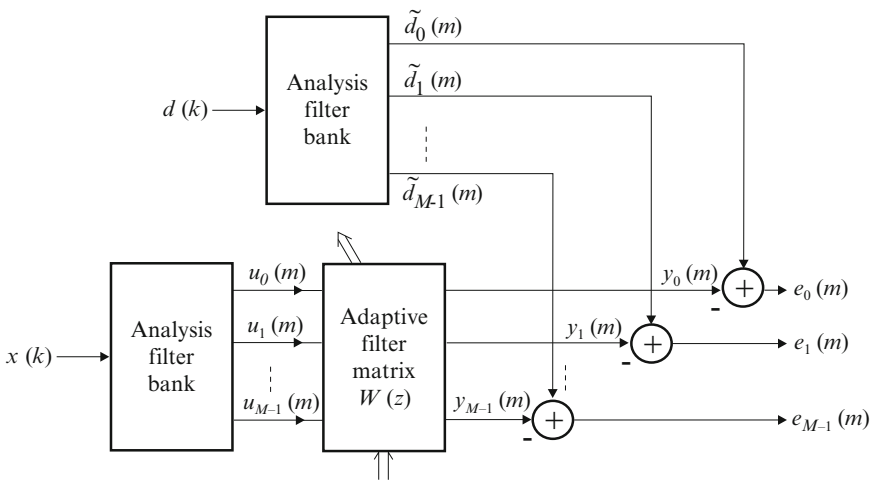 d̃₀ (m)
d̃₁ (m)
Analysis
filter
bank
d (k)
d̃M-1 (m)
u₀ (m)
y₀ (m)
+
-
e₀ (m)
Analysis
filter
bank
u₁ (m)
Adaptive
filter
matrix
W (z)
y₁ (m)
+
-
e₁ (m)
x (k)
uM–1 (m)
yM–1 (m)
+
-
eM–1 (m)